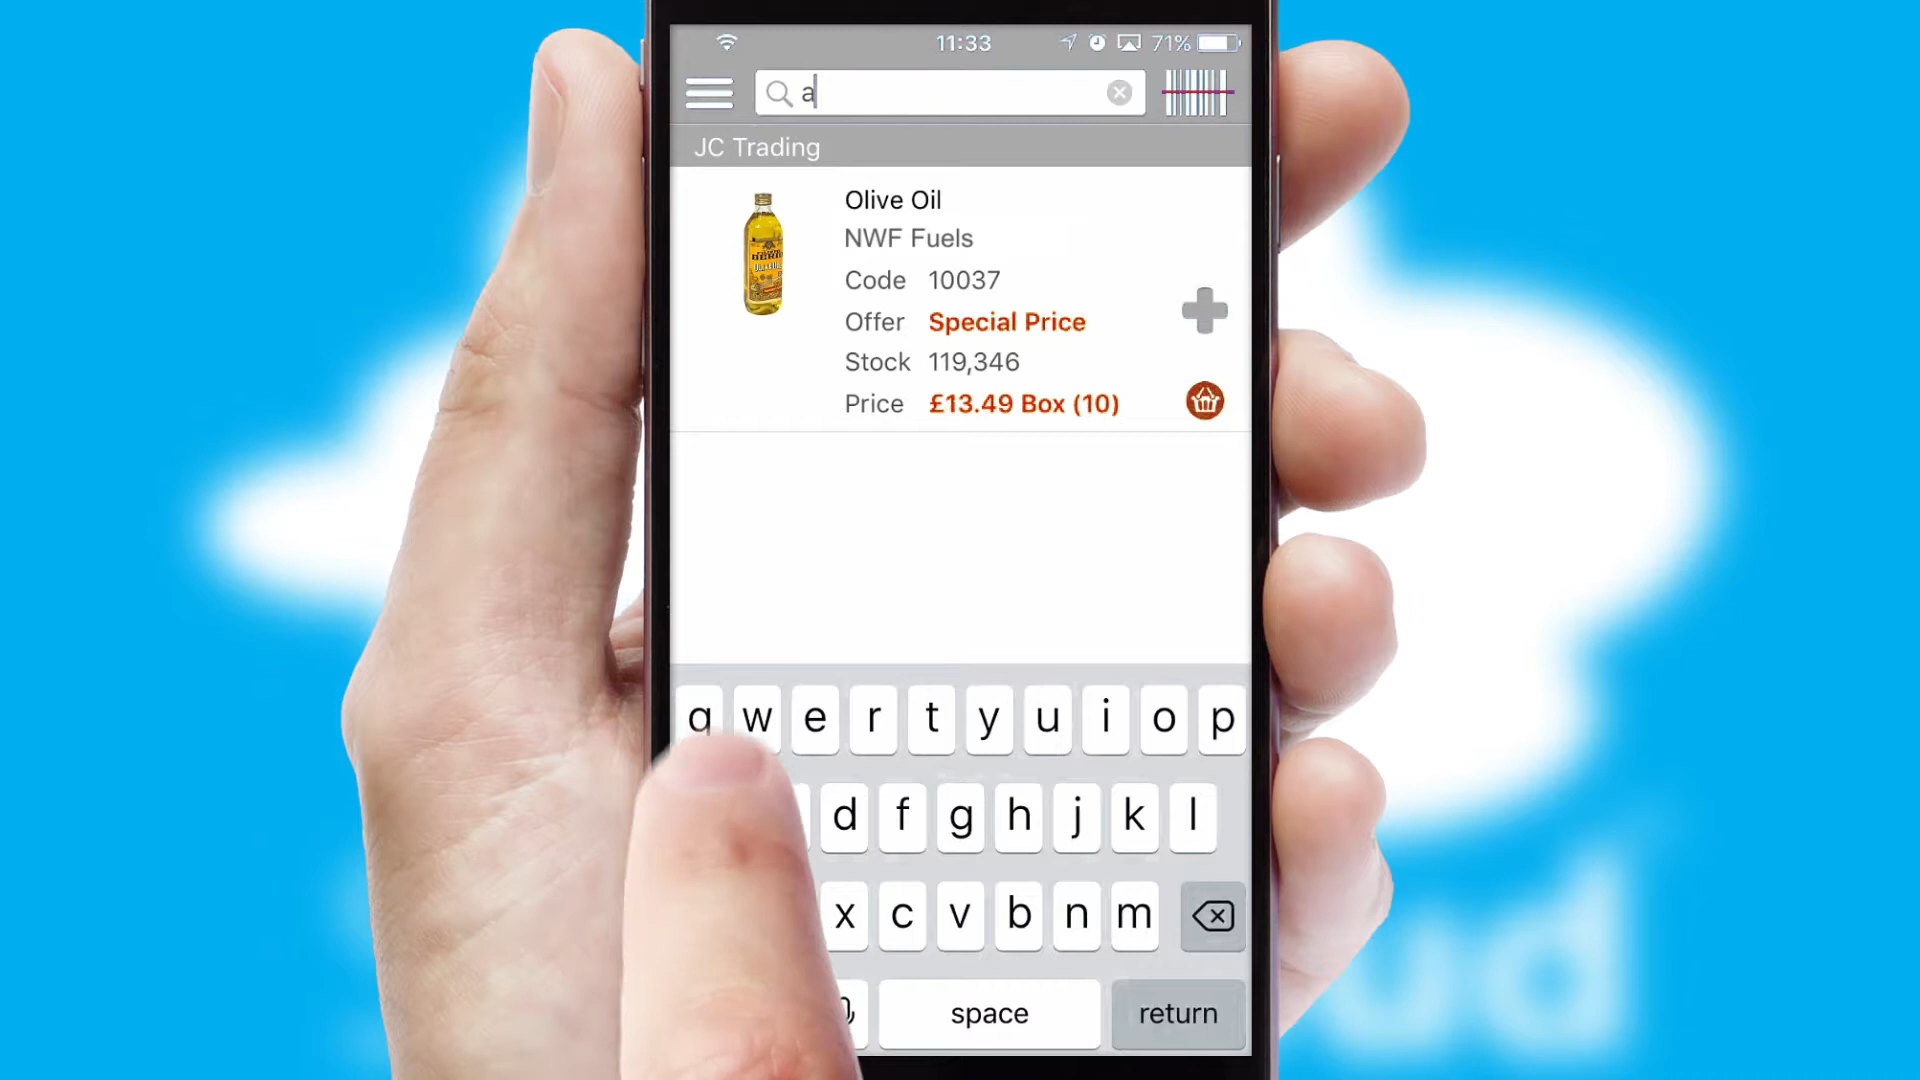 11:33 71%
a
JC Trading
Olive Oil
NWF Fuels
Code 10037
Offer Special Price
Stock 119,346
Price £13.49 Box (10)
q w e r t y u i o p
d f g h j k l
x c v b n m
space return
ud